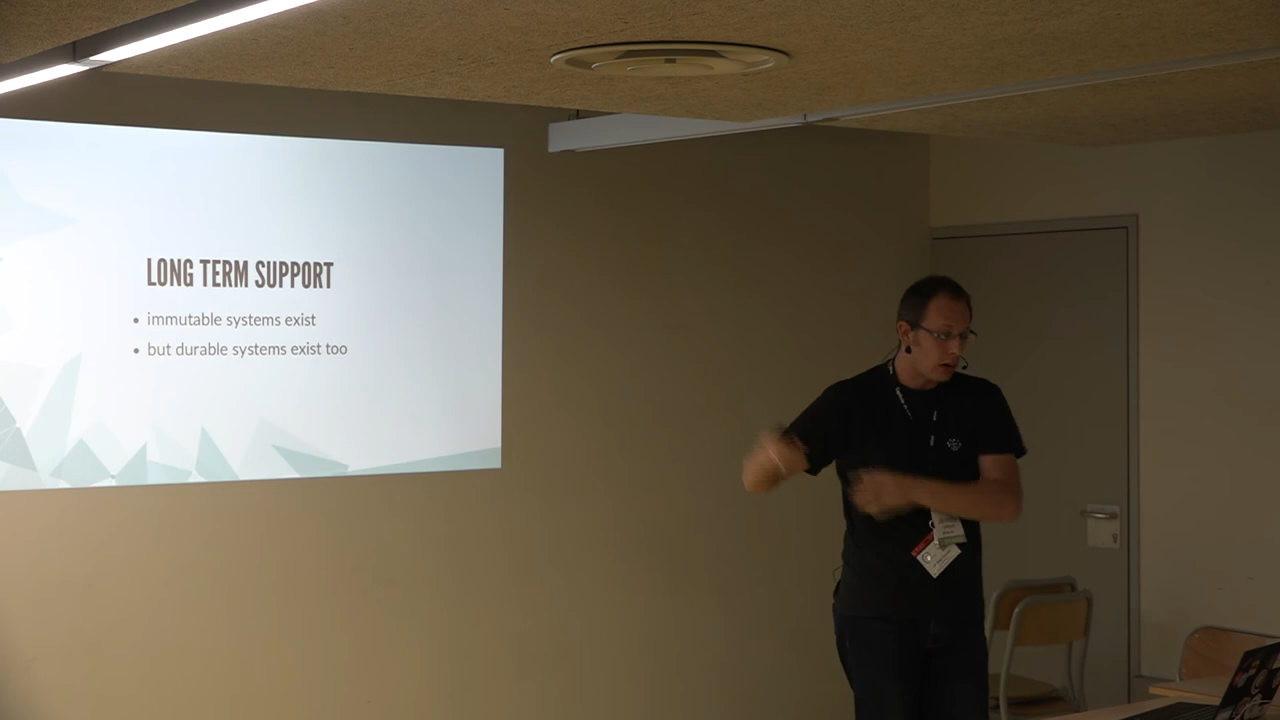 LONG TERM SUPPORT
immutable systems exist
but durable systems exist too